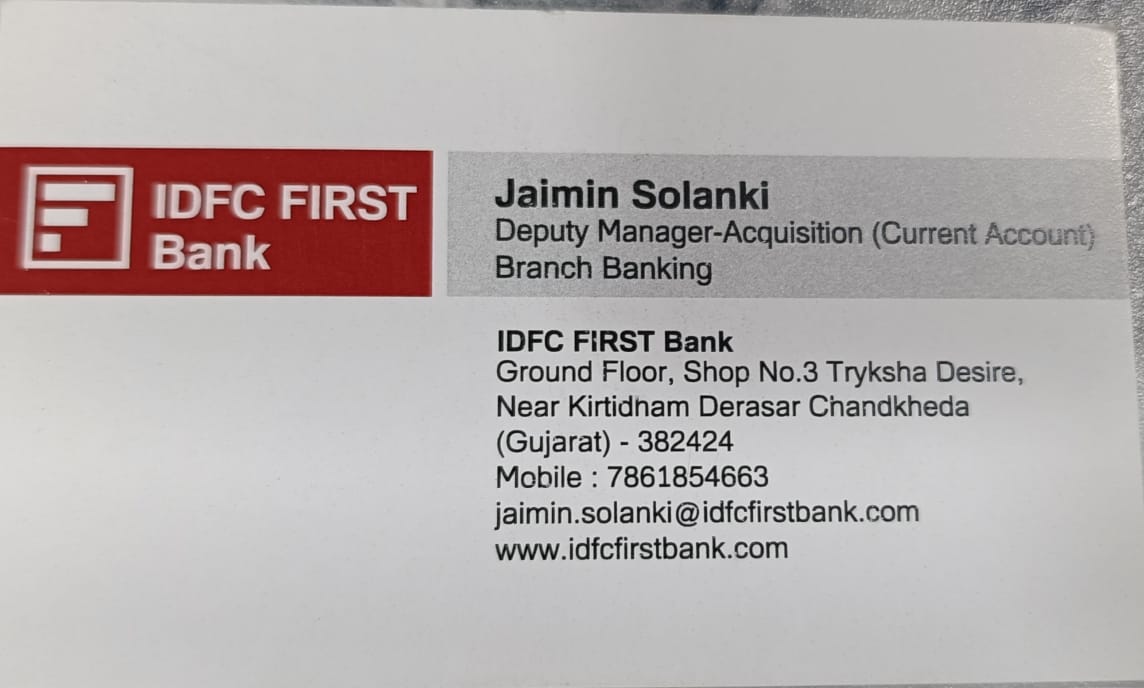 IDFC FIRST
Bank
Jaimin Solanki
Deputy Manager-Acquisition (Current Account)
Branch Banking
IDFC FIRST Bank
Ground Floor, Shop No.3 Tryksha Desire,
Near Kirtidham Derasar Chandkheda
(Gujarat) - 382424
Mobile : 7861854663
jaimin.solanki@idfcfirstbank.com
www.idfcfirstbank.com